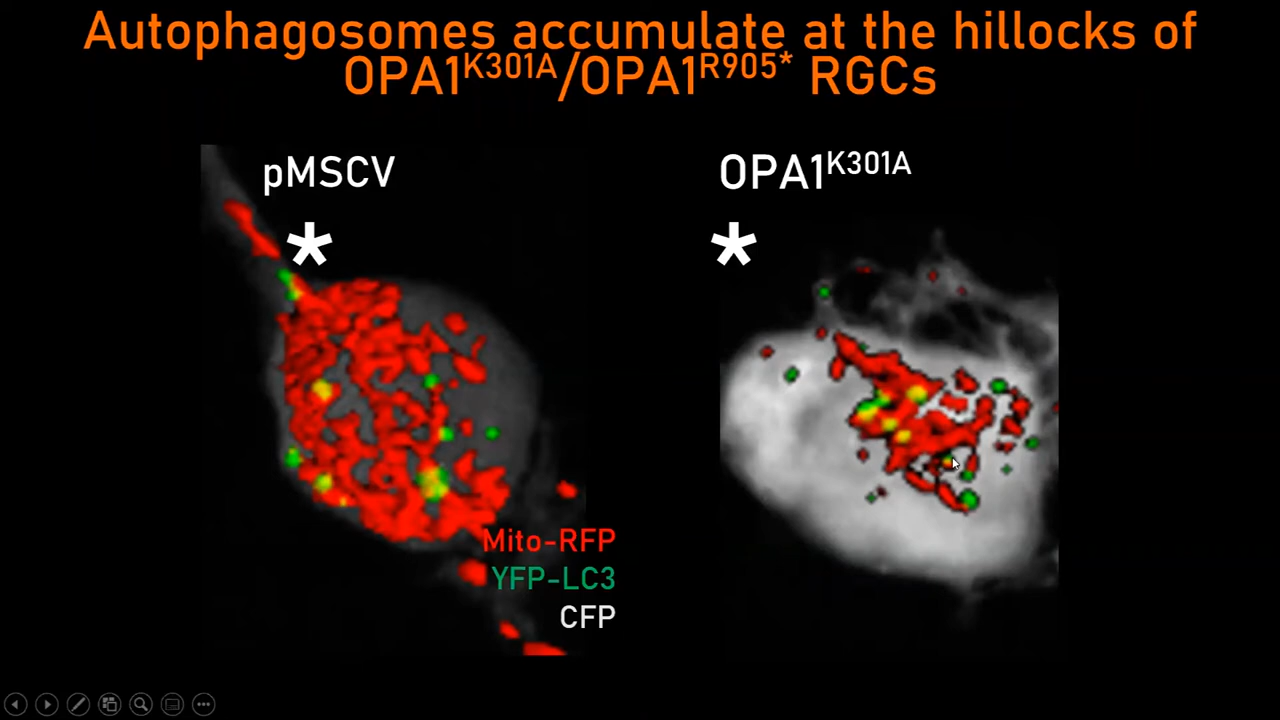 Autophagosomes accumulate at the hillocks of
OPA1K301A/OPA1R905* RGCs
pMSCV
*
OPA1K301A
*
Mito-RFP
YFP-LC3
CFP